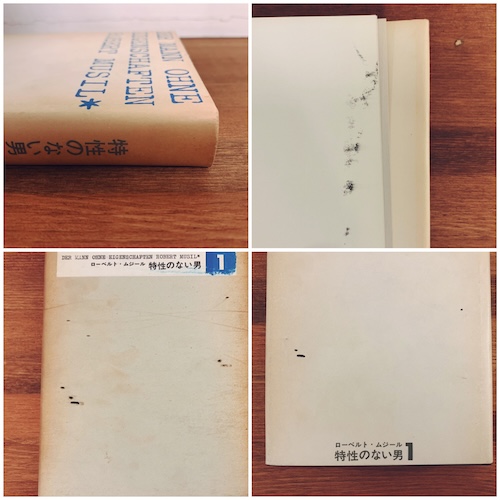 DER MANN OHNE
EIGENSCHAFTEN
ROBERT MUSIL*
特性のない男
DER MANN OHNE EIGENSCHAFTEN ROBERT MUSIL*
ローベルト・ムジール 特性のない男 1
ローベルト・ムジール
特性のない男 1